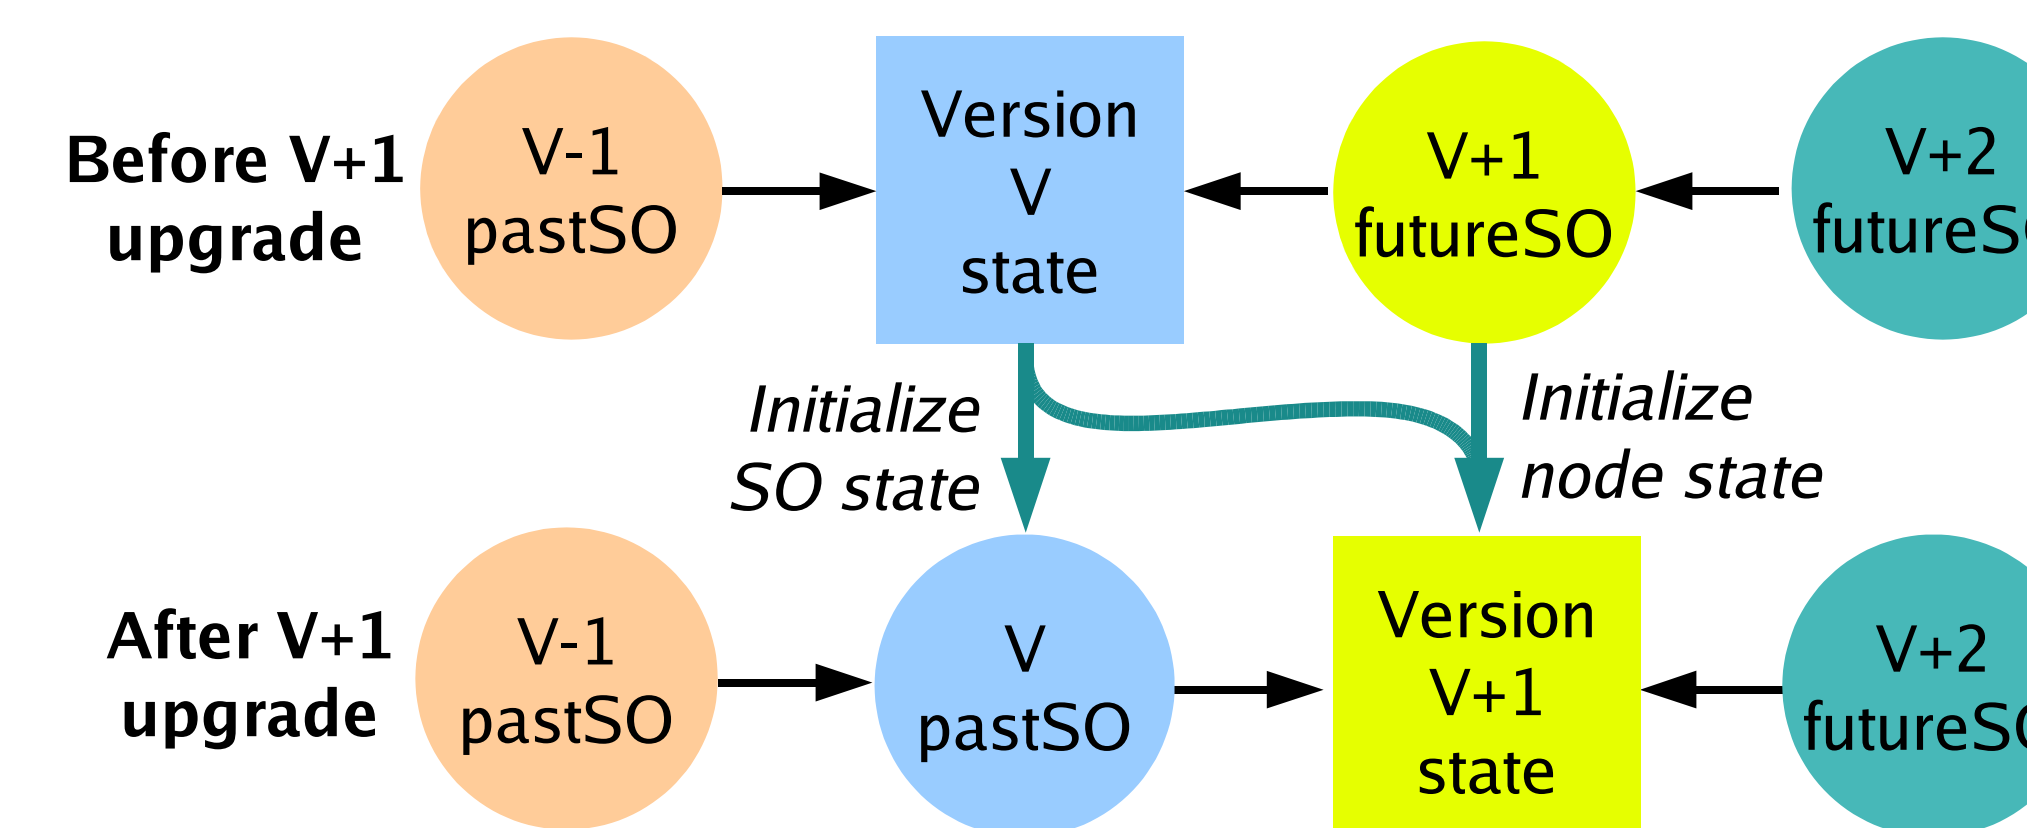 Before V+1
upgrade
V-1
pastSO
Version
V
state
V+1
futureSO
V+2
Initialize
SO state
Initialize
node state
After V+1
upgrade
V-1
pastSO
V
pastSO
Version
V+1
state
V+2